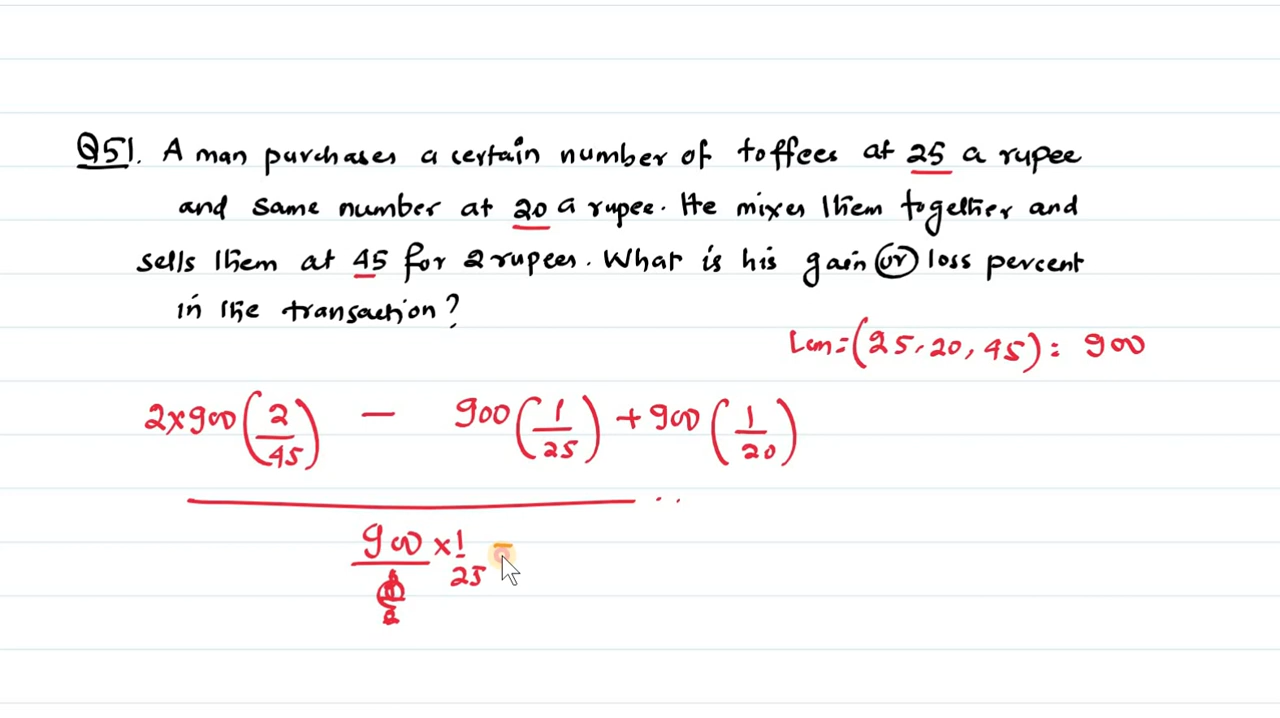 Q51. A man purchases a certain number of toffees at 25 a rupee
and same number at 20 a rupee. He mixes them together and
sells them at 45 for 2 rupees. What is his gain (or) loss percent
in the transaction?
Lcm=(25,20,45): 900
2x900(2/45) - 900(1/25) + 900(1/20)
900 x 1/25